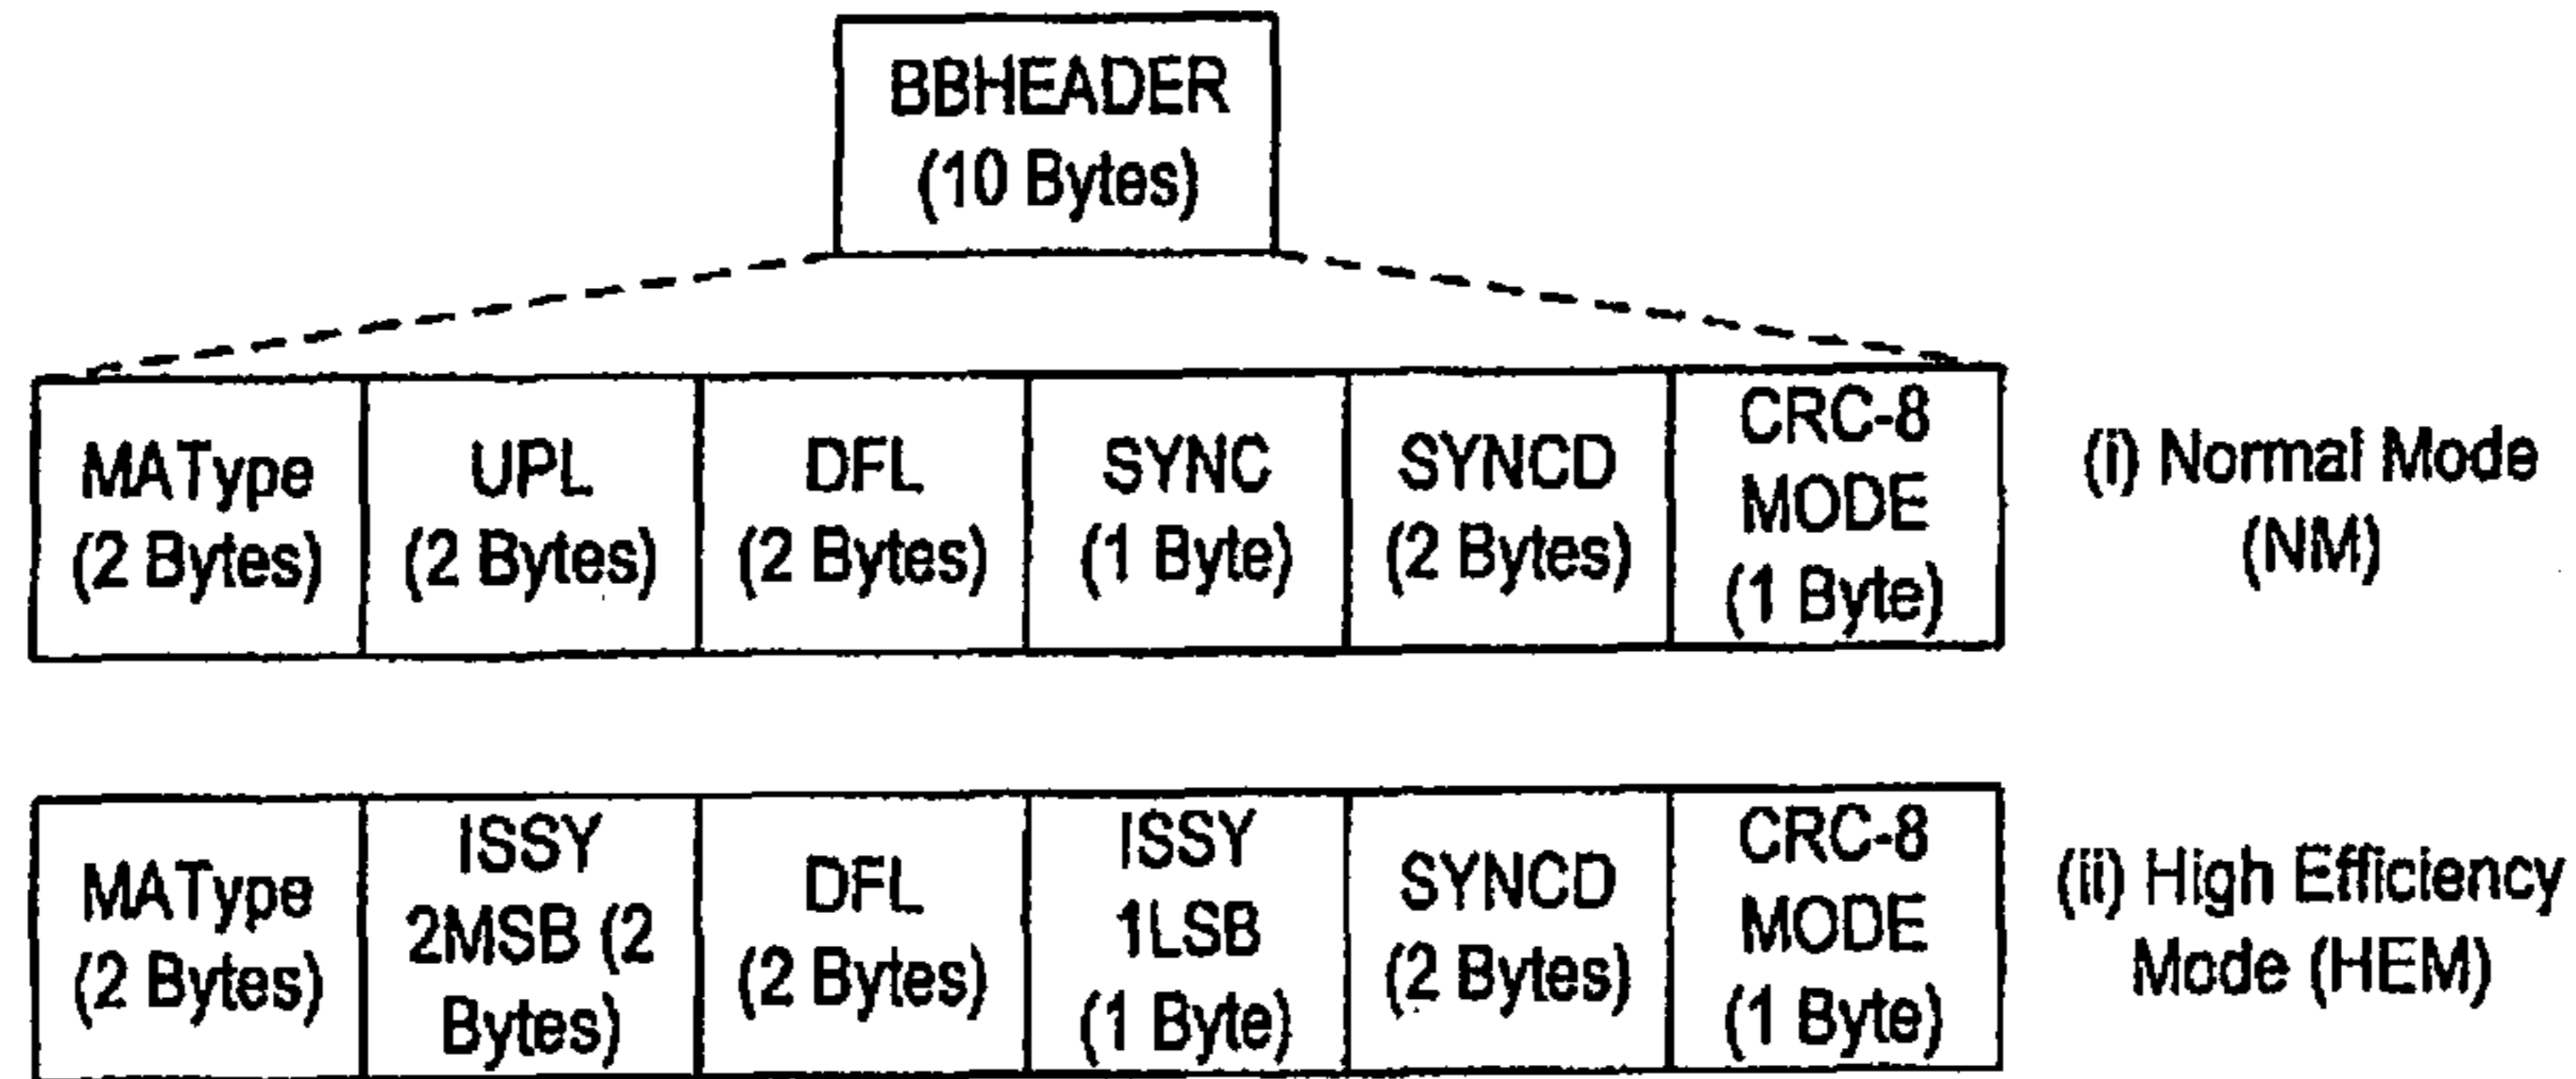 BBHEADER
(10 Bytes)
MAType
(2 Bytes)
UPL
(2 Bytes)
DFL
(2 Bytes)
SYNC
(1 Byte)
SYNCD
(2 Bytes)
CRC-8
MODE
(1 Byte)
(i) Normal Mode
(NM)
MAType
(2 Bytes)
ISSY
2MSB (2
Bytes)
DFL
(2 Bytes)
ISSY
1LSB
(1 Byte)
SYNCD
(2 Bytes)
CRC-8
MODE
(1 Byte)
(ii) High Efficiency
Mode (HEM)